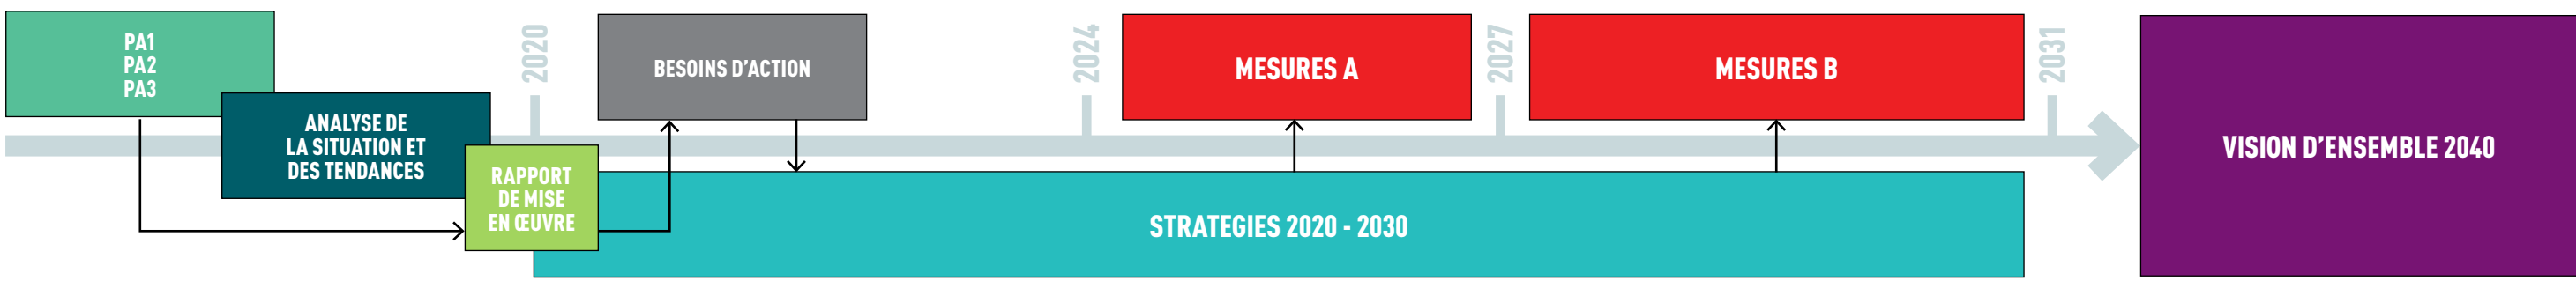 PA1
PA2
PA3
ANALYSE DE
LA SITUATION ET
DES TENDANCES
RAPPORT
DE MISE
EN ŒUVRE
2020
BESOINS D'ACTION
2024
MESURES A
2027
MESURES B
2031
STRATEGIES 2020 - 2030
VISION D'ENSEMBLE 2040